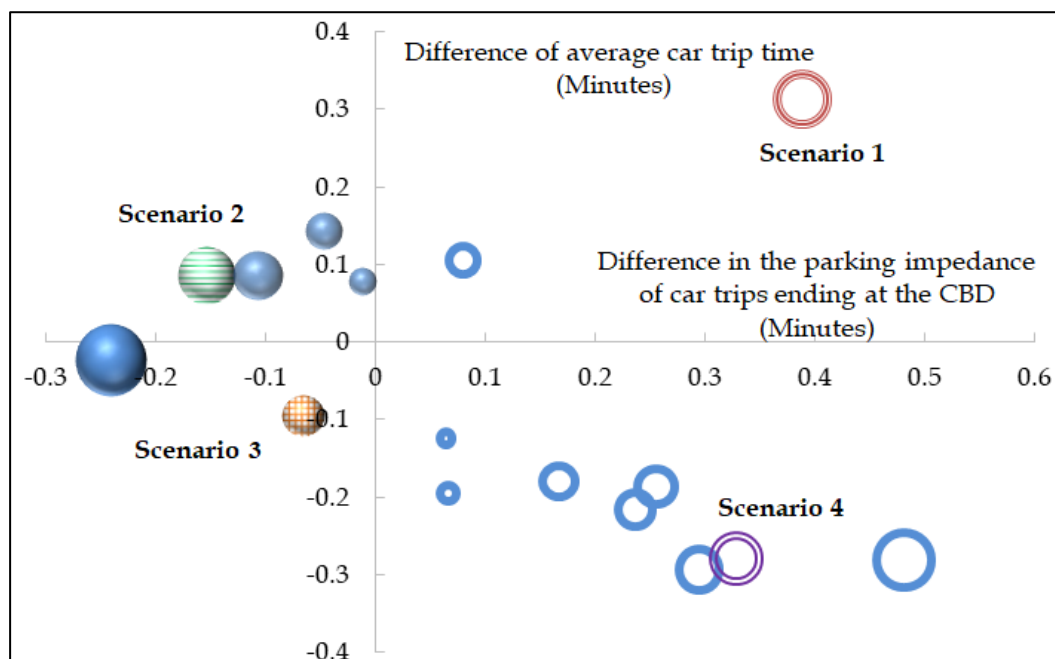 0.4
Difference of average car trip time
(Minutes)
0.3
Scenario 1
0.2
Scenario 2
0.1
Difference in the parking impedance
of car trips ending at the CBD
(Minutes)
0
-0.3 -0.2 -0.1 0 0.1 0.2 0.3 0.4 0.5 0.6
-0.1
Scenario 3
-0.2
Scenario 4
-0.3
-0.4